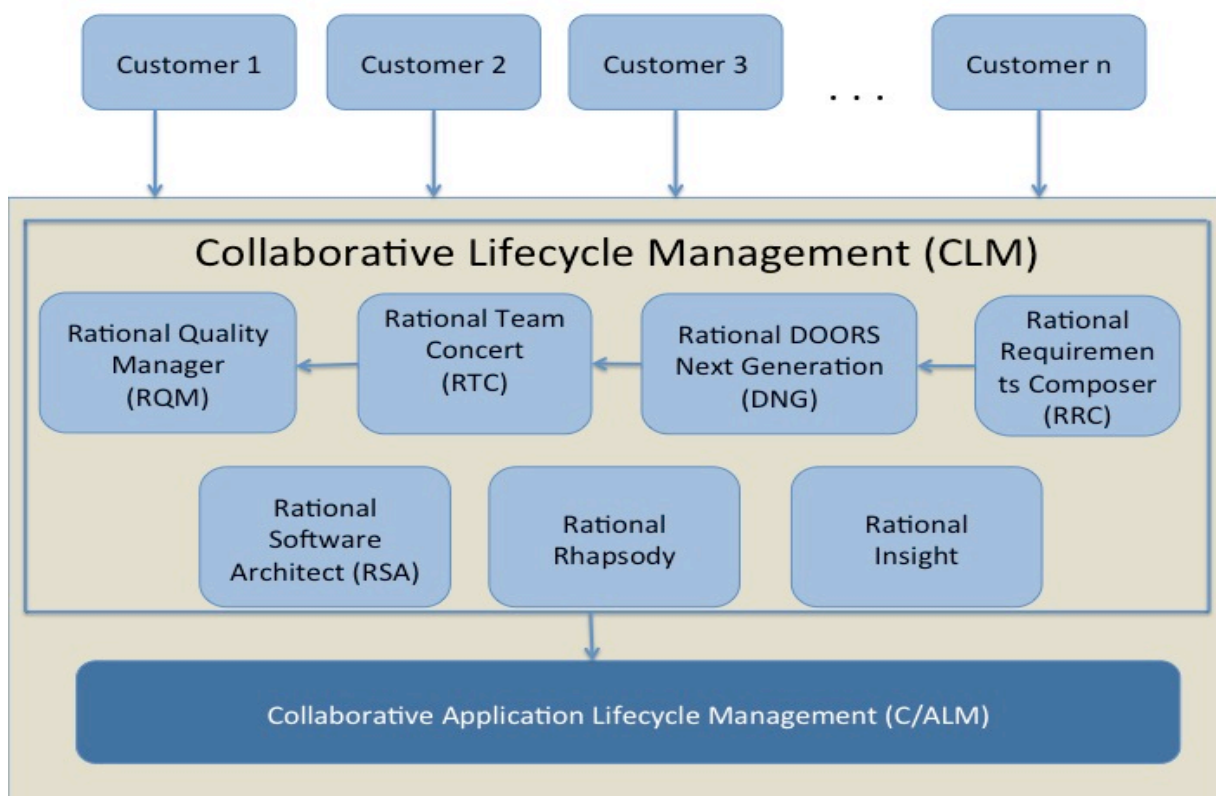 Customer 1
Customer 2
Customer 3
. . .
Customer n
Collaborative Lifecycle Management (CLM)
Rational Quality
Manager
(RQM)
Rational Team
Concert
(RTC)
Rational DOORS
Next Generation
(DNG)
Rational
Requiremen
ts Composer
(RRC)
Rational
Software
Architect (RSA)
Rational
Rhapsody
Rational
Insight
Collaborative Application Lifecycle Management (C/ALM)